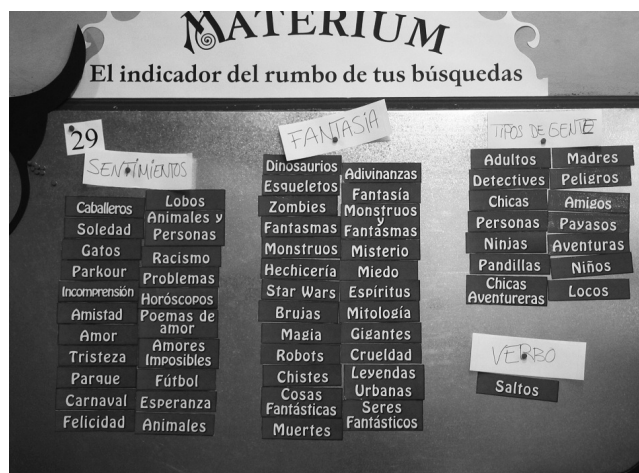 MATERIUM
El indicador del rumbo de tus búsquedas
29
SENTIMIENTOS
Caballeros
Soledad
Gatos
Parkour
Incomprensión
Amistad
Amor
Tristeza
Parque
Carnaval
Felicidad
Lobos
Animales y
Personas
Racismo
Problemas
Horóscopos
Poemas de
amor
Amores
Imposibles
Fútbol
Esperanza
Animales
FANTASÍA
Dinosaurios
Esqueletos
Zombies
Fantasmas
Monstruos
Hechicería
Star Wars
Brujas
Magia
Robots
Chistes
Cosas
Fantásticas
Muertes
Adivinanzas
Fantasía
Monstruos
y
Fantasmas
Misterio
Miedo
Espíritus
Mitología
Gigantes
Crueldad
Leyendas
Urbanas
Seres
Fantásticos
TIPOS DE GENTE
Adultos
Detectives
Chicas
Personas
Ninjas
Pandillas
Chicas
Aventureras
Madres
Peligros
Amigos
Payasos
Aventuras
Niños
Locos
VERBO
Saltos